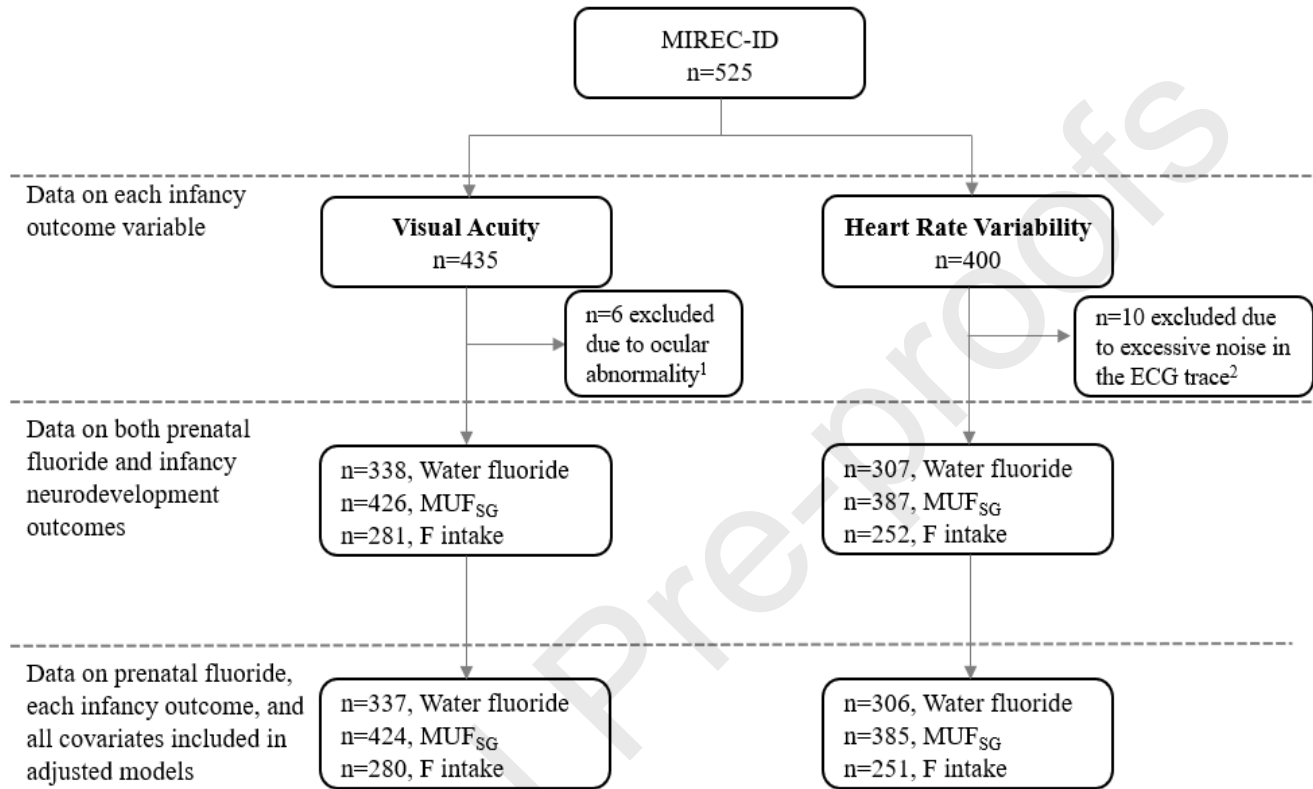 MIREC-ID
n=525
Data on each infancy
outcome variable
Visual Acuity
n=435
Heart Rate Variability
n=400
n=6 excluded
due to ocular
abnormality1
n=10 excluded due
to excessive noise in
the ECG trace2
Data on both prenatal
fluoride and infancy
neurodevelopment
outcomes
n=338, Water fluoride
n=426, MUFSG
n=281, F intake
n=307, Water fluoride
n=387, MUFSG
n=252, F intake
Data on prenatal fluoride,
each infancy outcome, and
all covariates included in
adjusted models
n=337, Water fluoride
n=424, MUFSG
n=280, F intake
n=306, Water fluoride
n=385, MUFSG
n=251, F intake
l Pre-proofs